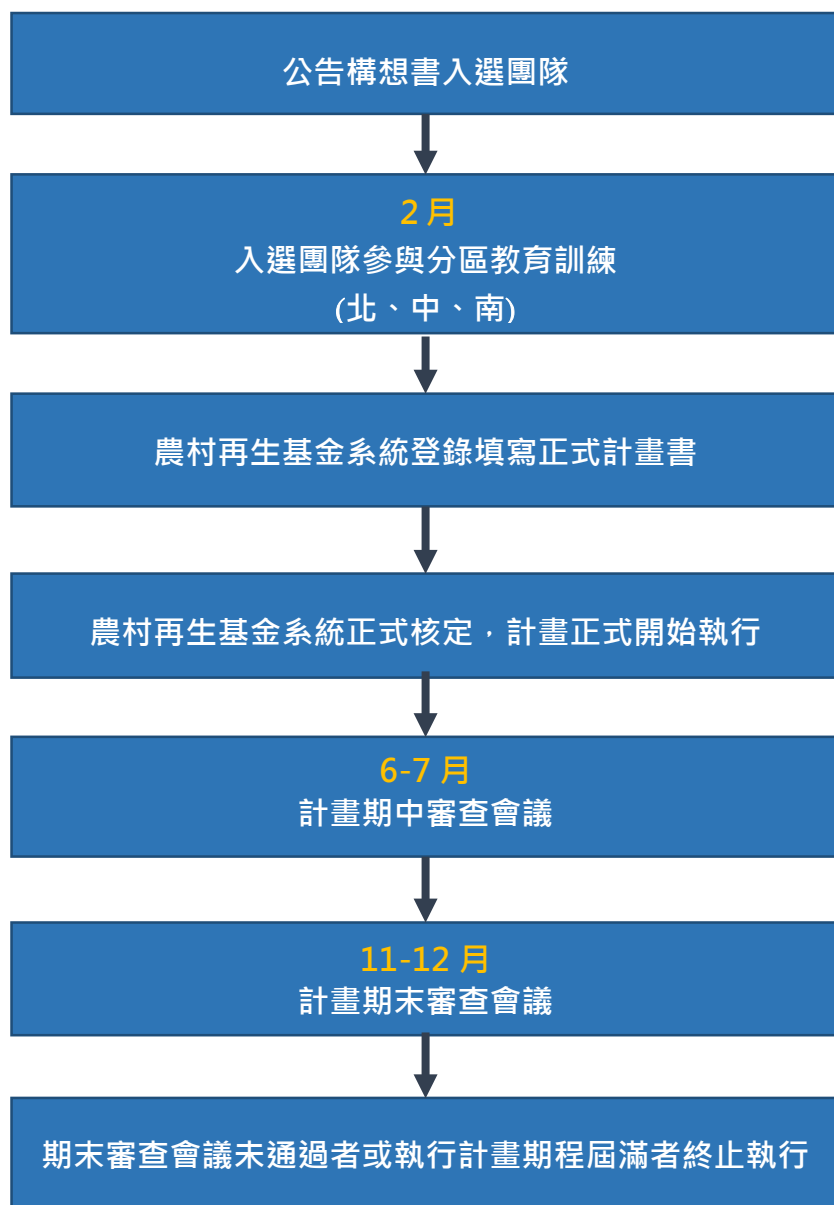 公告構想書入選團隊
2 月
入選團隊參與分區教育訓練
(北、中、南)
農村再生基金系統登錄填寫正式計畫書
農村再生基金系統正式核定，計畫正式開始執行
6-7 月
計畫期中審查會議
11-12 月
計畫期末審查會議
期末審查會議未通過者或執行計畫期程屆滿者終止執行